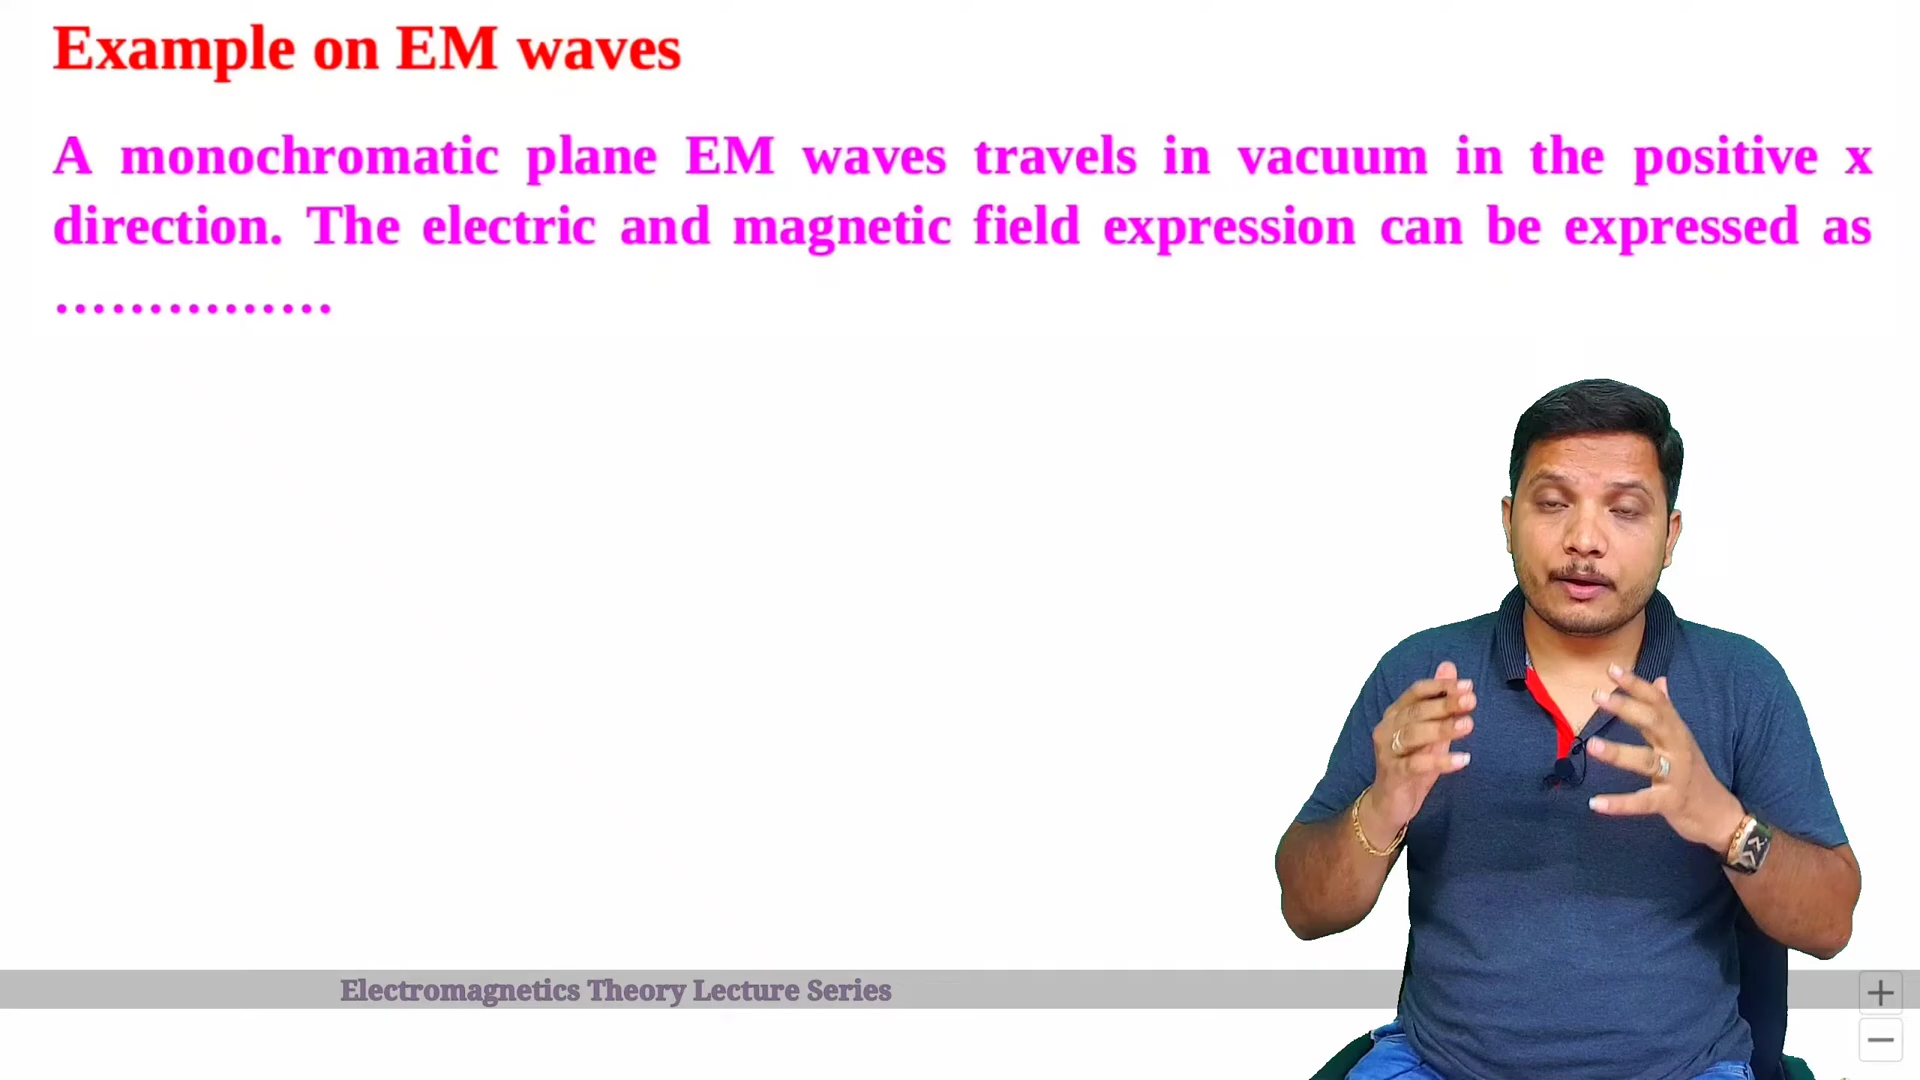 Example on EM waves
A monochromatic plane EM waves travels in vacuum in the positive x
direction. The electric and magnetic field expression can be expressed as
……………
Electromagnetics Theory Lecture Series